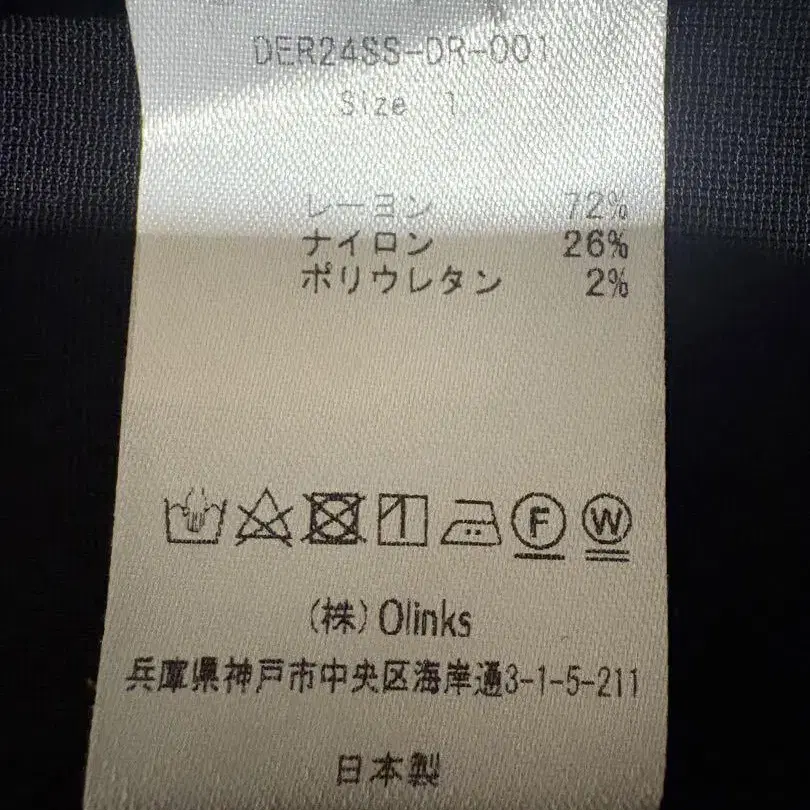 DER24SS-DR-001
Size 1
レーヨン 72%
ナイロン 26%
ポリウレタン 2%
F W
(株)Olinks
兵庫県神戸市中央区海岸通3-1-5-211
日本製